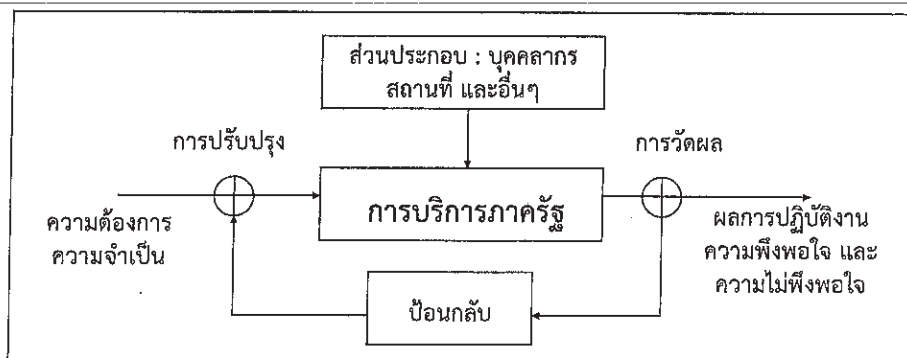 ส่วนประกอบ : บุคคลากร
สถานที่ และอื่นๆ
การปรับปรุง
การวัดผล
การบริการภาครัฐ
ความต้องการ
ความจำเป็น
ผลการปฏิบัติงาน
ความพึงพอใจ และ
ความไม่พึงพอใจ
ป้อนกลับ